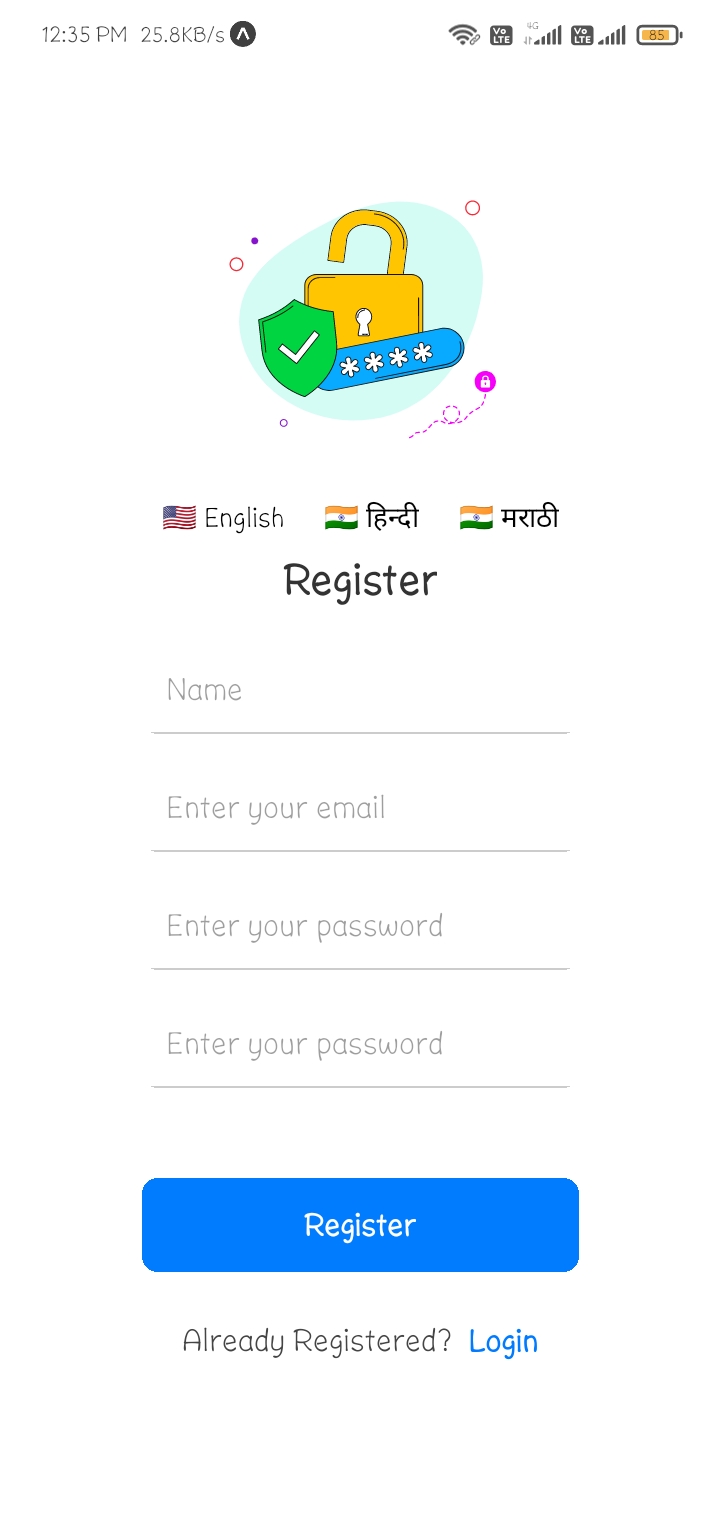 12:35 PM 25.8KB/s 4G Vo LTE Vo LTE 85
🇺🇸 English 🇮🇳 हिन्दी 🇮🇳 मराठी
Register
Name
Enter your email
Enter your password
Enter your password
Register
Already Registered? Login